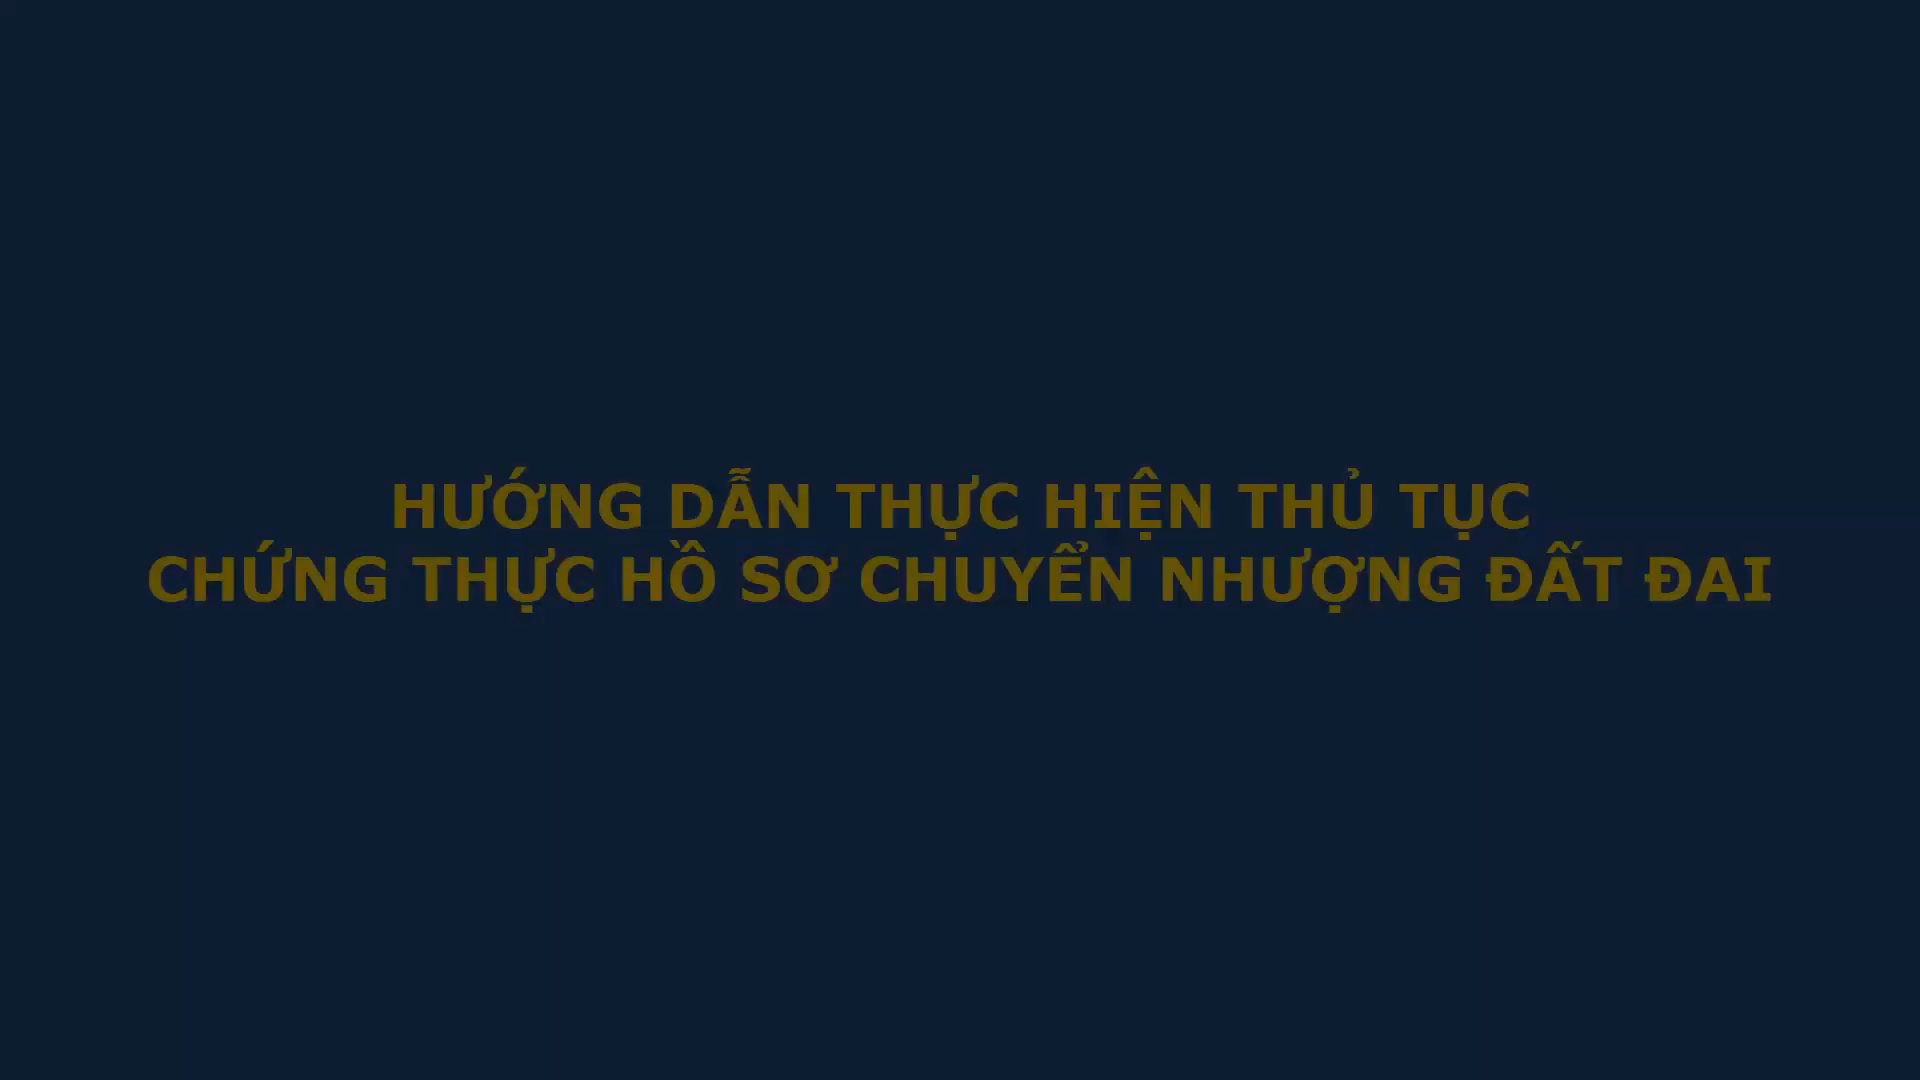 HƯỚNG DẪN THỰC HIỆN THỦ TỤC
CHỨNG THỰC HỒ SƠ CHUYỂN NHƯỢNG ĐẤT ĐAI